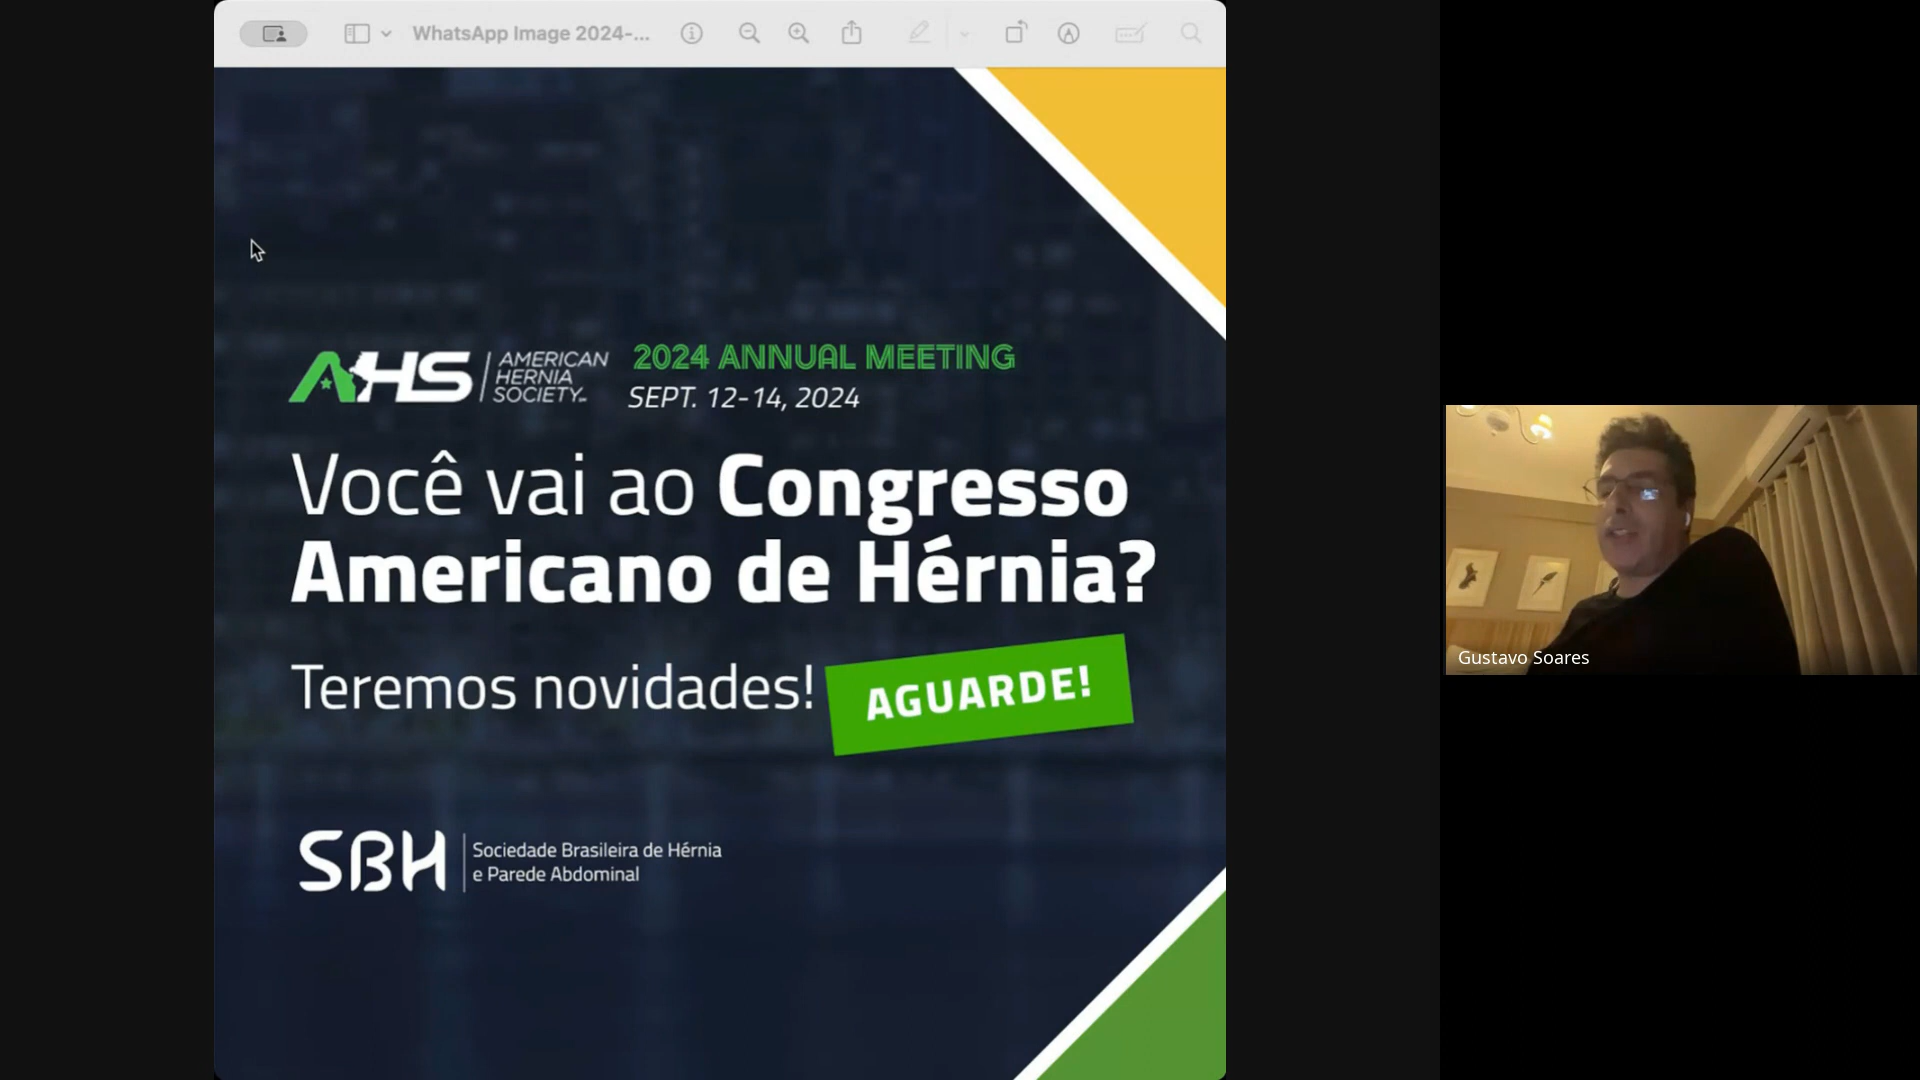 WhatsApp Image 2024-...
AHS
AMERICAN
HERNIA
SOCIETY
2024 ANNUAL MEETING
SEPT. 12-14, 2024
Você vai ao Congresso
Americano de Hérnia?
Teremos novidades!
AGUARDE!
SBH
Sociedade Brasileira de Hérnia
e Parede Abdominal
Gustavo Soares